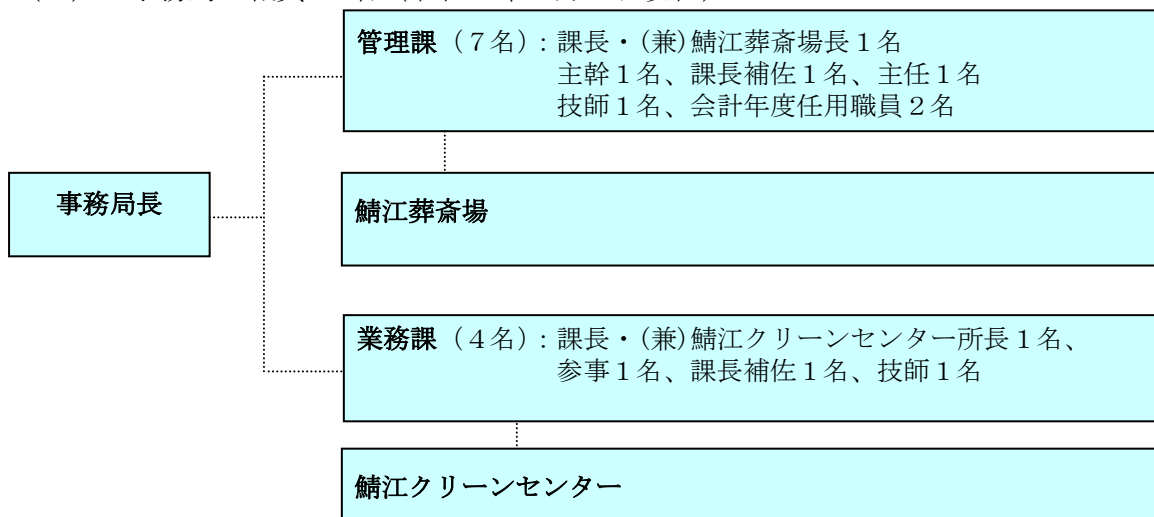 管理課（７名）：課長・(兼)鯖江葬斎場長１名
主幹１名、課長補佐１名、主任１名
技師１名、会計年度任用職員２名
事務局長
鯖江葬斎場
業務課（４名）：課長・(兼)鯖江クリーンセンター所長１名、
参事１名、課長補佐１名、技師１名
鯖江クリーンセンター